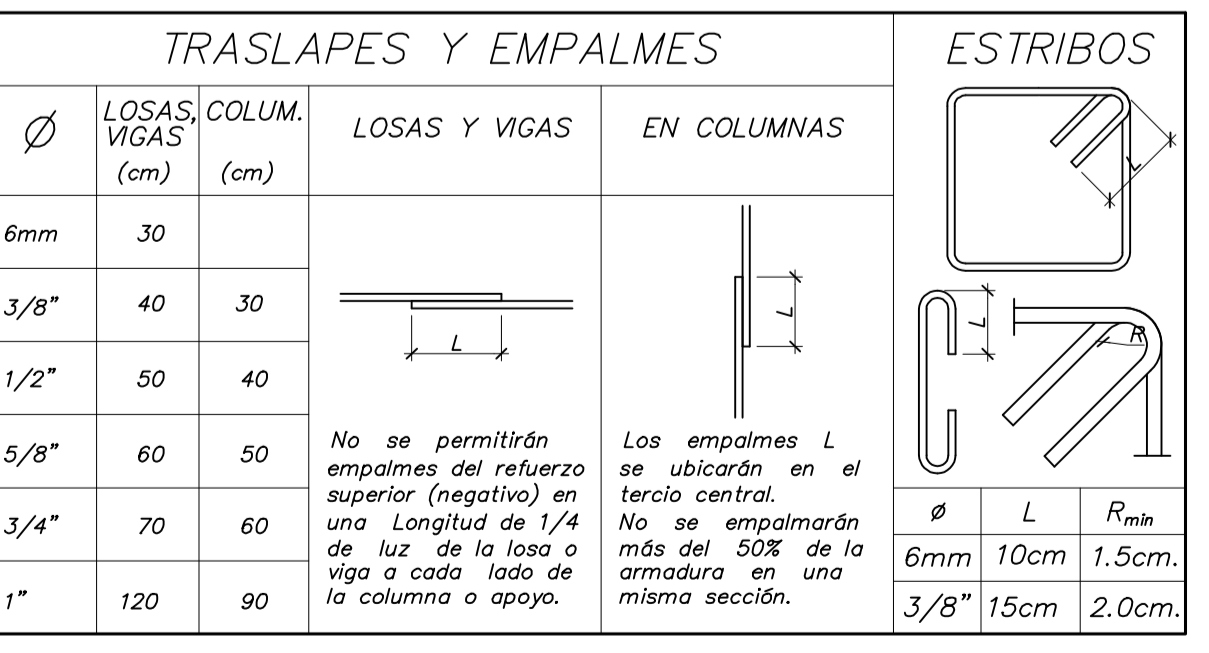 TRASLAPES Y EMPALMES
Ø
LOSAS,
VIGAS
(cm)
COLUM.
(cm)
LOSAS Y VIGAS
EN COLUMNAS
6mm 30
3/8" 40 30
1/2" 50 40
5/8" 60 50
3/4" 70 60
1" 120 90
L
No se permitirán
empalmes del refuerzo
superior (negativo) en
una Longitud de 1/4
de luz de la losa o
viga a cada lado de
la columna o apoyo.
L
Los empalmes L
se ubicarán en el
tercio central.
No se empalmarán
más del 50% de la
armadura en una
misma sección.
ESTRIBOS
L
L
R
ø L Rmin
6mm 10cm 1.5cm.
3/8" 15cm 2.0cm.